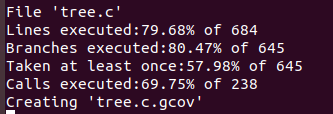 File 'tree.c'
Lines executed:79.68% of 684
Branches executed:80.47% of 645
Taken at least once:57.98% of 645
Calls executed:69.75% of 238
Creating 'tree.c.gcov'